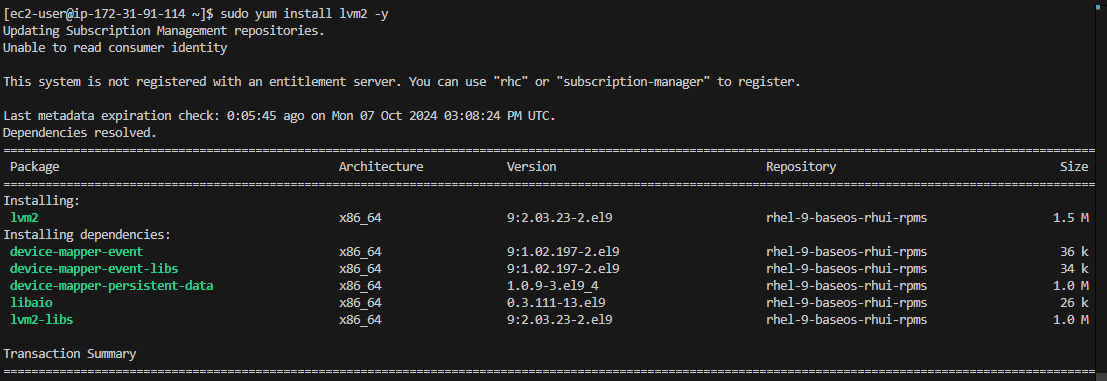 [ec2-user@ip-172-31-91-114 ~]$ sudo yum install lvm2 -y
Updating Subscription Management repositories.
Unable to read consumer identity
This system is not registered with an entitlement server. You can use "rhc" or "subscription-manager" to register.
Last metadata expiration check: 0:05:45 ago on Mon 07 Oct 2024 03:08:24 PM UTC.
Dependencies resolved.
Package Architecture Version Repository Size
Installing:
lvm2 x86_64 9:2.03.23-2.el9 rhel-9-baseos-rhui-rpms 1.5 M
Installing dependencies:
device-mapper-event x86_64 9:1.02.197-2.el9 rhel-9-baseos-rhui-rpms 36 k
device-mapper-event-libs x86_64 9:1.02.197-2.el9 rhel-9-baseos-rhui-rpms 34 k
device-mapper-persistent-data x86_64 1.0.9-3.el9_4 rhel-9-baseos-rhui-rpms 1.0 M
libaio x86_64 0.3.111-13.el9 rhel-9-baseos-rhui-rpms 26 k
lvm2-libs x86_64 9:2.03.23-2.el9 rhel-9-baseos-rhui-rpms 1.0 M
Transaction Summary